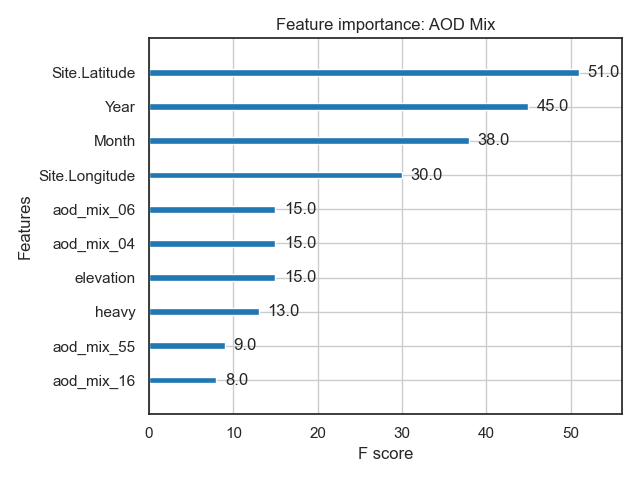 Feature importance: AOD Mix
Site.Latitude
51.0
Year
45.0
Month
38.0
Site.Longitude
30.0
aod_mix_06
15.0
aod_mix_04
15.0
elevation
15.0
heavy
13.0
aod_mix_55
9.0
aod_mix_16
8.0
0 10 20 30 40 50
F score
Features